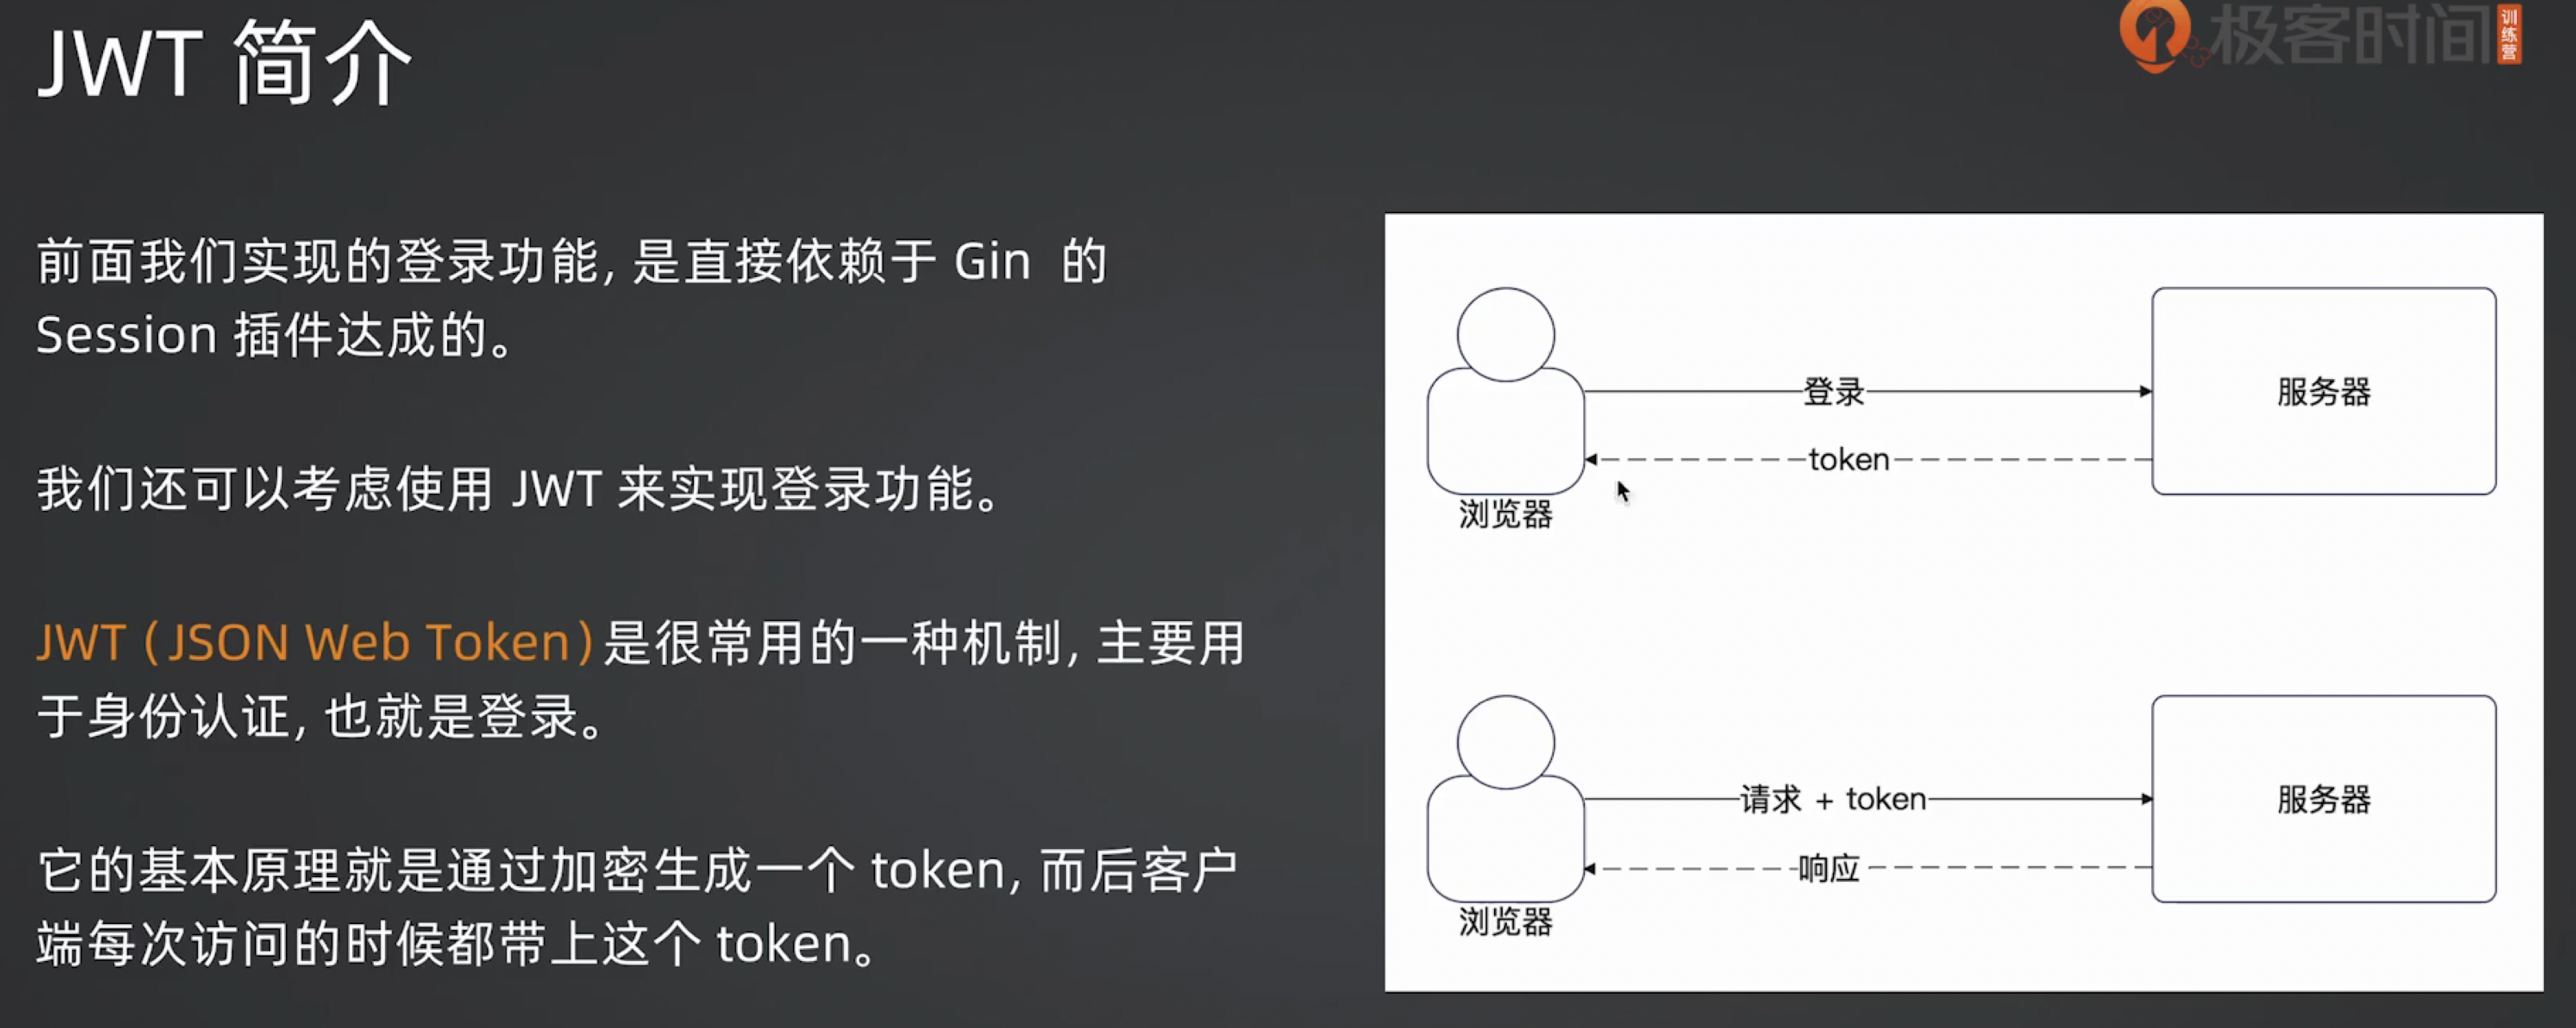 JWT 简介
极客时间
训练营
前面我们实现的登录功能, 是直接依赖于 Gin 的
Session 插件达成的。
我们还可以考虑使用 JWT 来实现登录功能。
JWT (JSON Web Token)是很常用的一种机制, 主要用
于身份认证, 也就是登录。
它的基本原理就是通过加密生成一个 token, 而后客户
端每次访问的时候都带上这个 token。
登录
服务器
token
浏览器
请求 + token
服务器
响应
浏览器